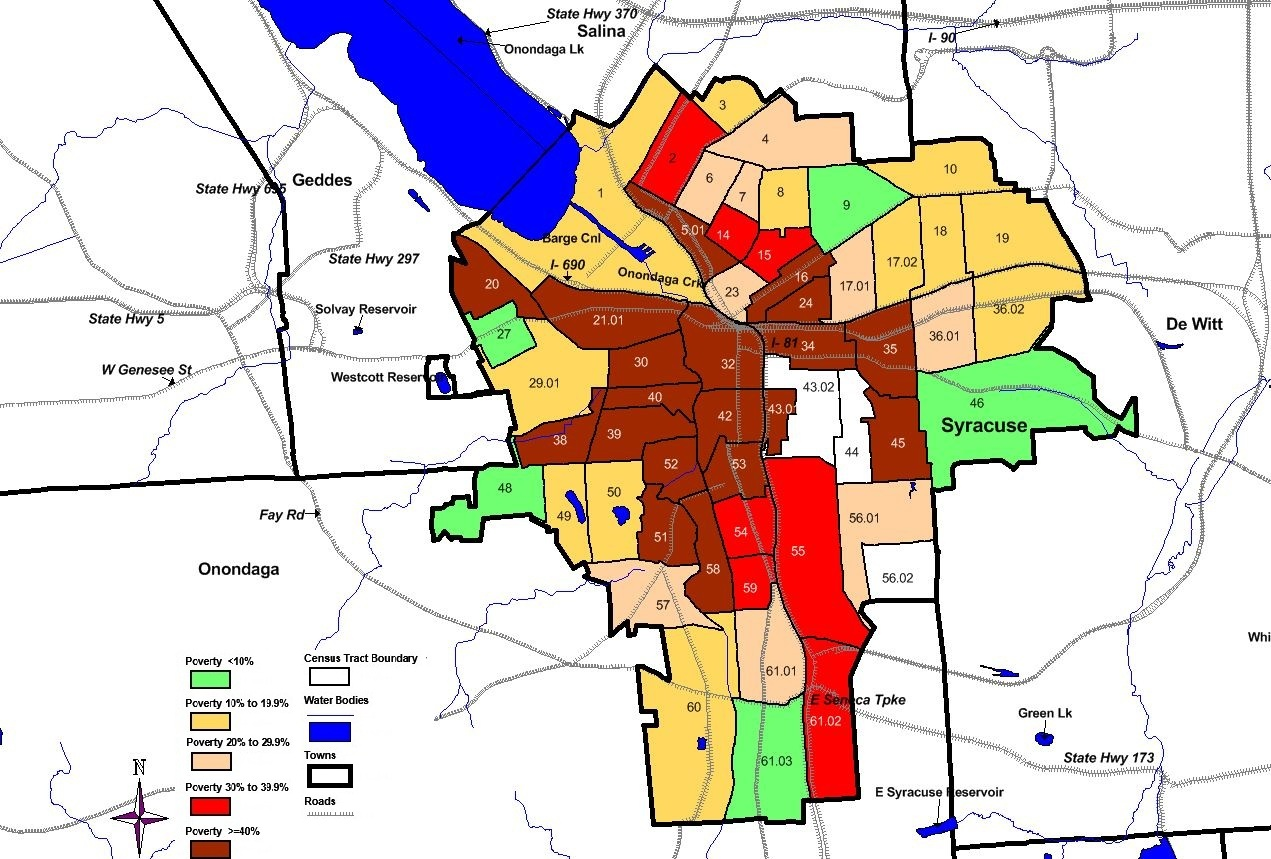 State Hwy 370
Salina
I- 90
Onondaga Lk
3
4
2
10
6
7
8
9
1
State Hwy 695
Geddes
5.01
14
15
18
19
Barge Cnl
17.02
State Hwy 297
I- 690
Onondaga Crk
16
20
23
24
17.01
Solvay Reservoir
State Hwy 5
21.01
36.02
De Witt
27
I- 81
34
35
36.01
W Genesee St
Westcott Reservo
29.01
30
32
43.02
40
42
43.01
46
Syracuse
38
39
44
45
52
53
48
50
49
Fay Rd
51
54
55
56.01
Onondaga
58
59
56.02
57
Whi
61.01
Poverty <10%
Census Tract Boundary
Poverty 10% to 19.9%
Water Bodies
60
E Seneca Tpke
61.02
Green Lk
Poverty 20% to 29.9%
Towns
61.03
State Hwy 173
N
Poverty 30% to 39.9%
Roads
E Syracuse Reservoir
Poverty >=40%